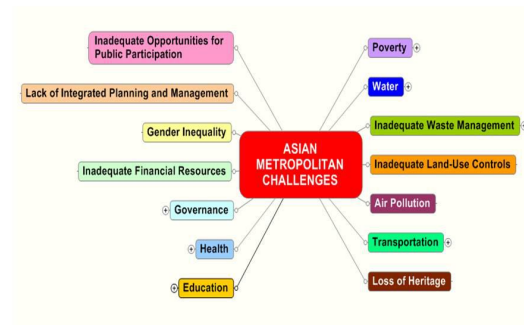 Inadequate Opportunities for
Public Participation
Lack of Integrated Planning and Management
Gender Inequality
Inadequate Financial Resources
Governance
Health
Education
ASIAN
METROPOLITAN
CHALLENGES
Poverty
Water
Inadequate Waste Management
Inadequate Land-Use Controls
Air Pollution
Transportation
Loss of Heritage